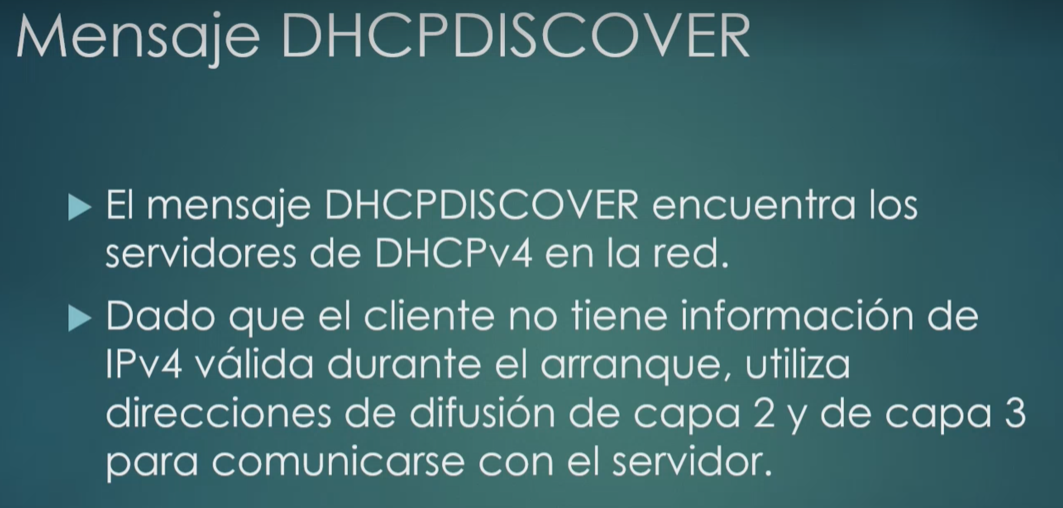 Mensaje DHCPDISCOVER
El mensaje DHCPDISCOVER encuentra los
servidores de DHCPv4 en la red.
Dado que el cliente no tiene información de
IPv4 válida durante el arranque, utiliza
direcciones de difusión de capa 2 y de capa 3
para comunicarse con el servidor.